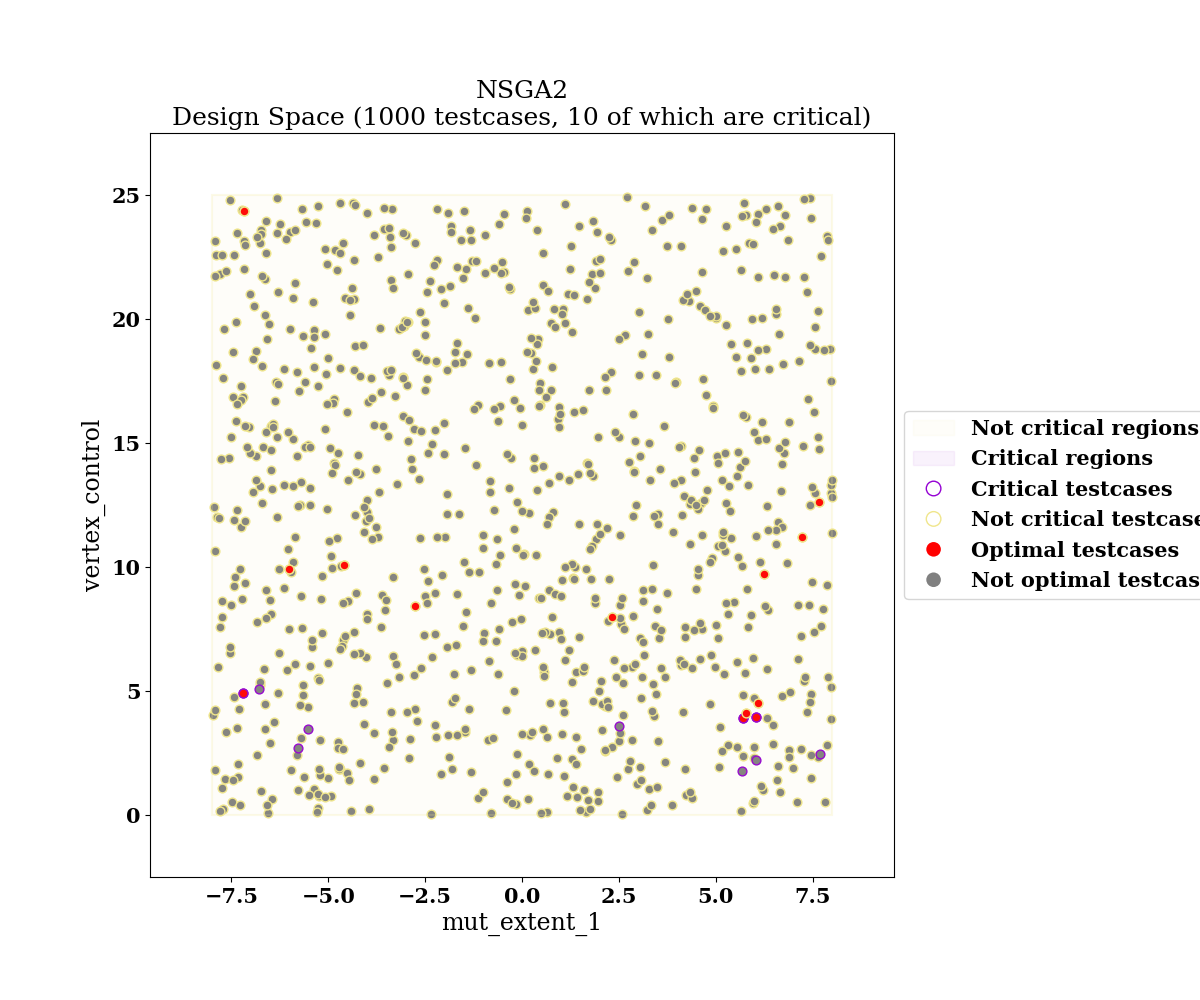 NSGA2
Design Space (1000 testcases, 10 of which are critical)
25
20
15
10
5
0
vertex_control
−7.5 −5.0 −2.5 0.0 2.5 5.0 7.5
mut_extent_1
Not critical regions
Critical regions
Critical testcases
Not critical testcase
Optimal testcases
Not optimal testcas